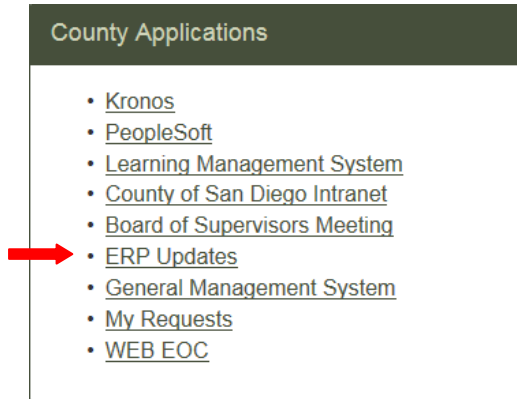 County Applications
• Kronos
• PeopleSoft
• Learning Management System
• County of San Diego Intranet
• Board of Supervisors Meeting
• ERP Updates
• General Management System
• My Requests
• WEB EOC